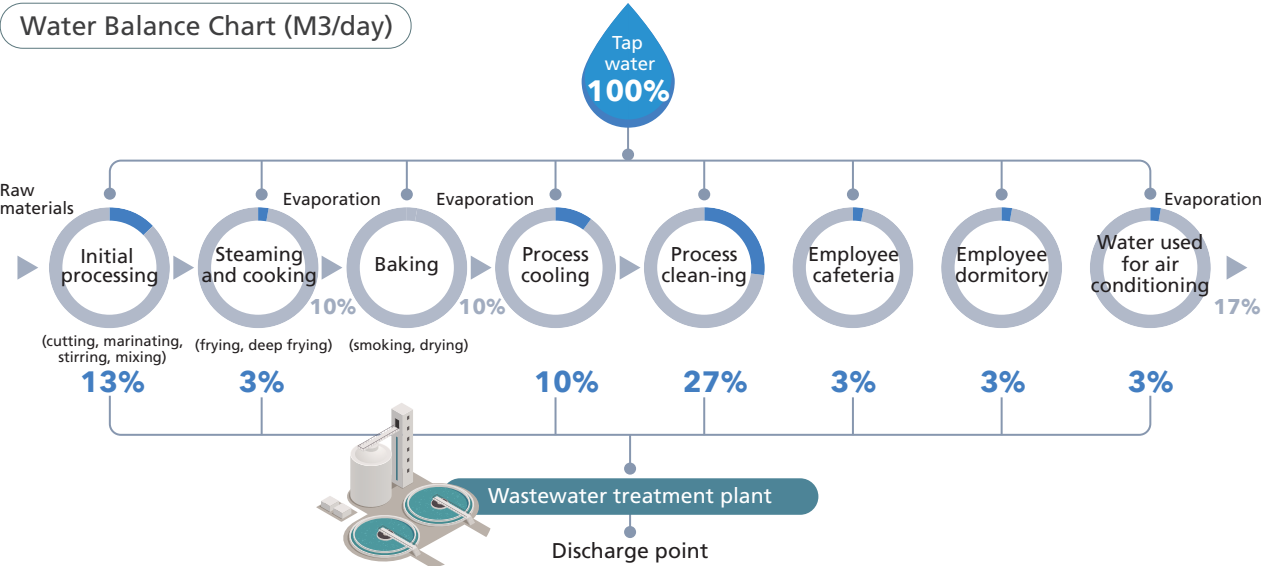 Water Balance Chart (M3/day)
Tap
water
100%
Raw
materials
Evaporation
Evaporation
Evaporation
Initial
processing
Steaming
and cooking
Baking
Process
cooling
Process
clean-ing
Employee
cafeteria
Employee
dormitory
Water used
for air
conditioning
10%
10%
17%
(cutting, marinating,
stirring, mixing)
(frying, deep frying)
(smoking, drying)
13%
3%
10%
27%
3%
3%
3%
Wastewater treatment plant
Discharge point